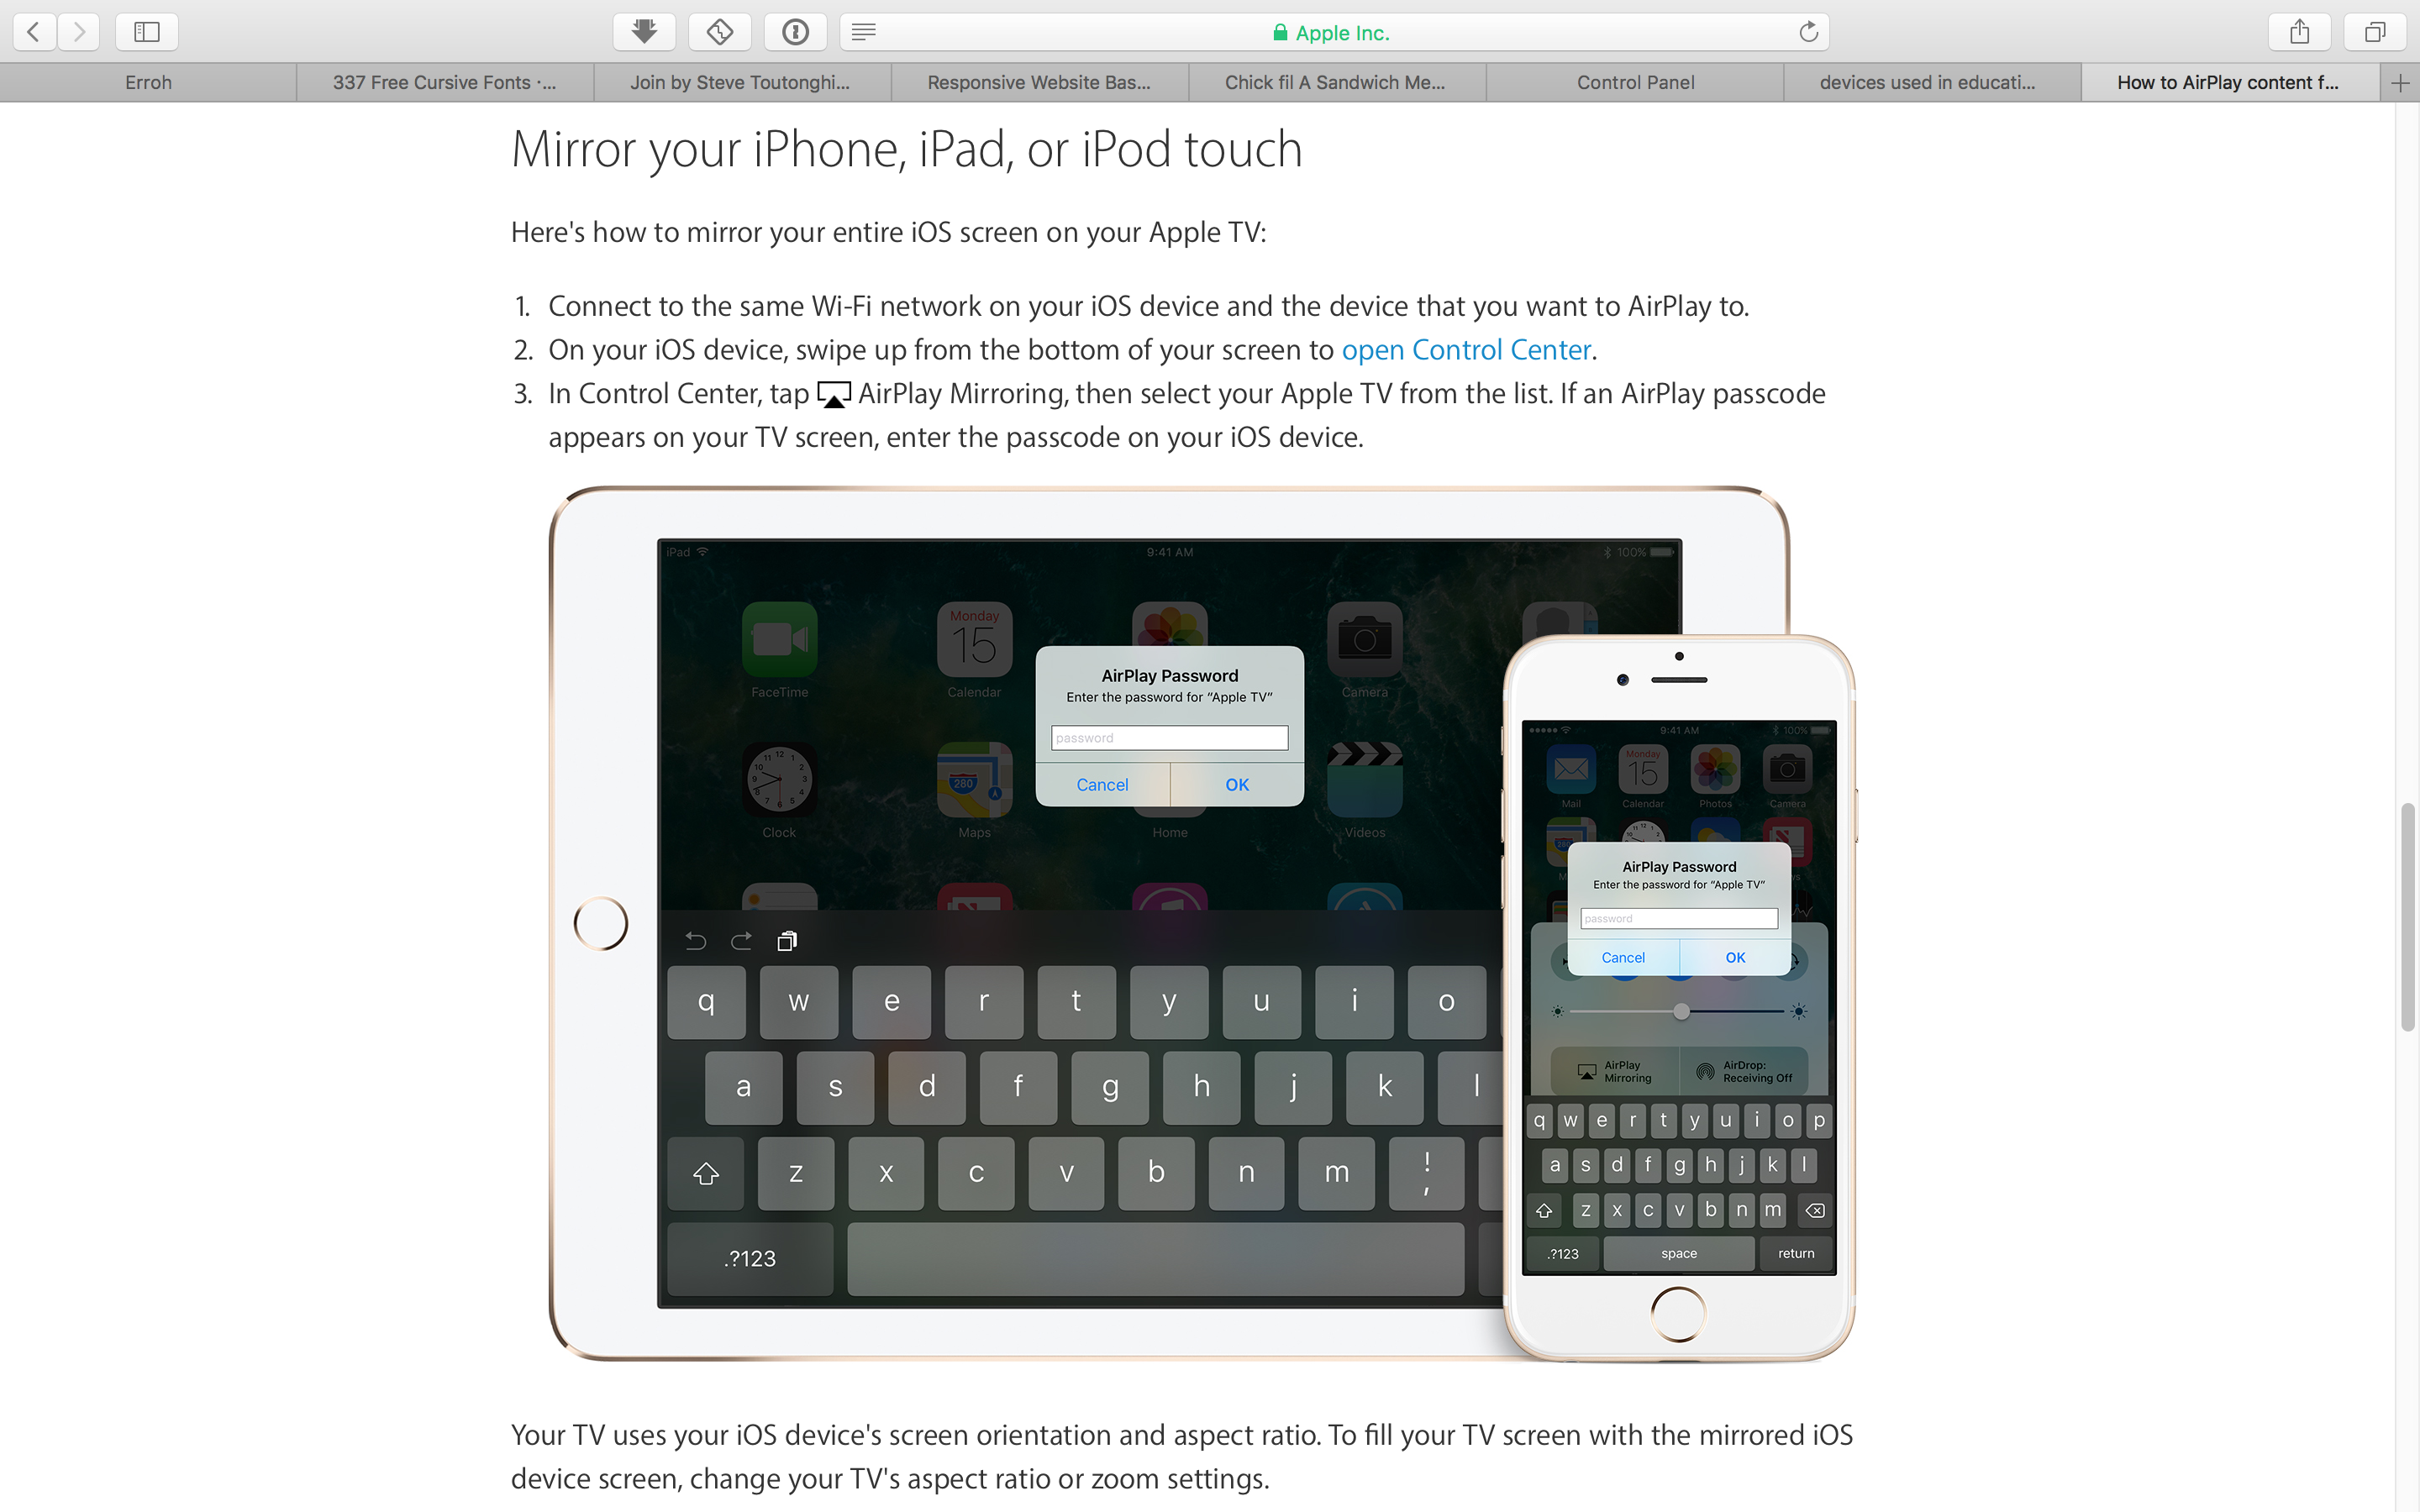 Apple Inc.
Erroh
337 Free Cursive Fonts ·...
Join by Steve Toutonghi...
Responsive Website Bas...
Chick fil A Sandwich Me...
Control Panel
devices used in educati...
How to AirPlay content f...
Mirror your iPhone, iPad, or iPod touch
Here's how to mirror your entire iOS screen on your Apple TV:
1. Connect to the same Wi-Fi network on your iOS device and the device that you want to AirPlay to.
2. On your iOS device, swipe up from the bottom of your screen to open Control Center.
3. In Control Center, tap AirPlay Mirroring, then select your Apple TV from the list. If an AirPlay passcode
appears on your TV screen, enter the passcode on your iOS device.
iPad 9:41 AM 100%
Monday
15
FaceTime Calendar Camera
AirPlay Password
Enter the password for “Apple TV”
password
Cancel OK
280
Clock Maps Home Videos
q w e r t y u i o
a s d f g h j k l
z x c v b n m ! ,
.?123
9:41 AM 100%
Monday
15
Mail Calendar Photos Camera
AirPlay Password
Enter the password for “Apple TV”
password
Cancel OK
AirPlay
Mirroring
AirDrop:
Receiving Off
q w e r t y u i o p
a s d f g h j k l
z x c v b n m
.?123 space return
Your TV uses your iOS device's screen orientation and aspect ratio. To fill your TV screen with the mirrored iOS
device screen, change your TV's aspect ratio or zoom settings.